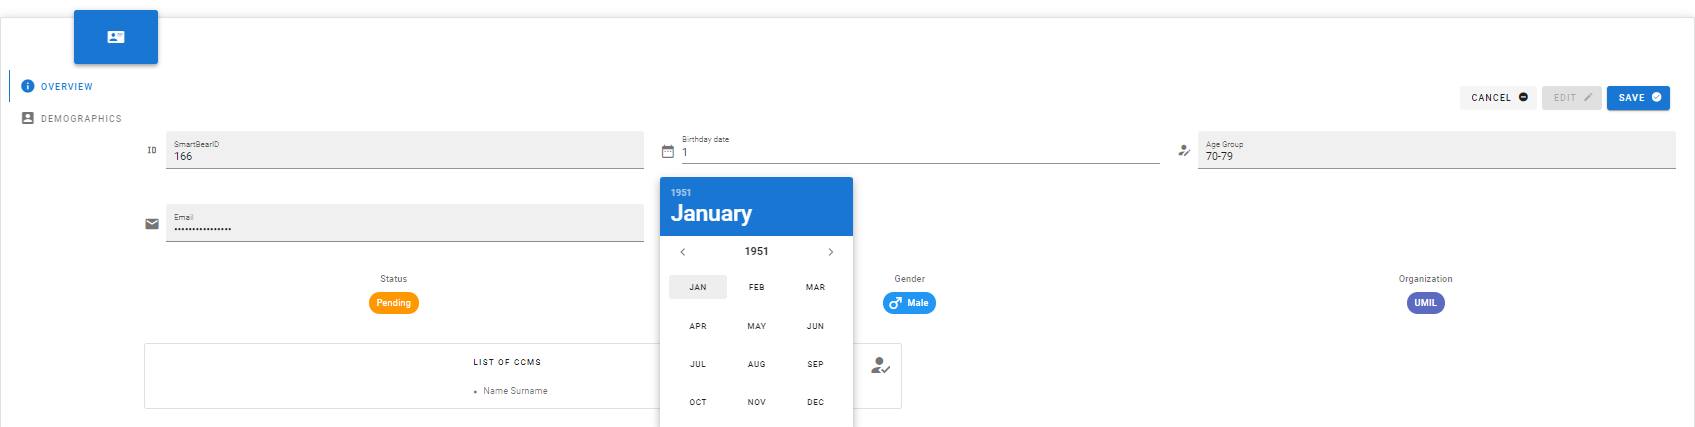 OVERVIEW
DEMOGRAPHICS
CANCEL
EDIT
SAVE
ID
SmartBearID
166
Birthday date
1
Age Group
70-79
Email
••••••••••••••••
1951
January
1951
JAN FEB MAR
APR MAY JUN
JUL AUG SEP
OCT NOV DEC
Status
Pending
Gender
Male
Organization
UMIL
LIST OF CCMS
• Name Surname